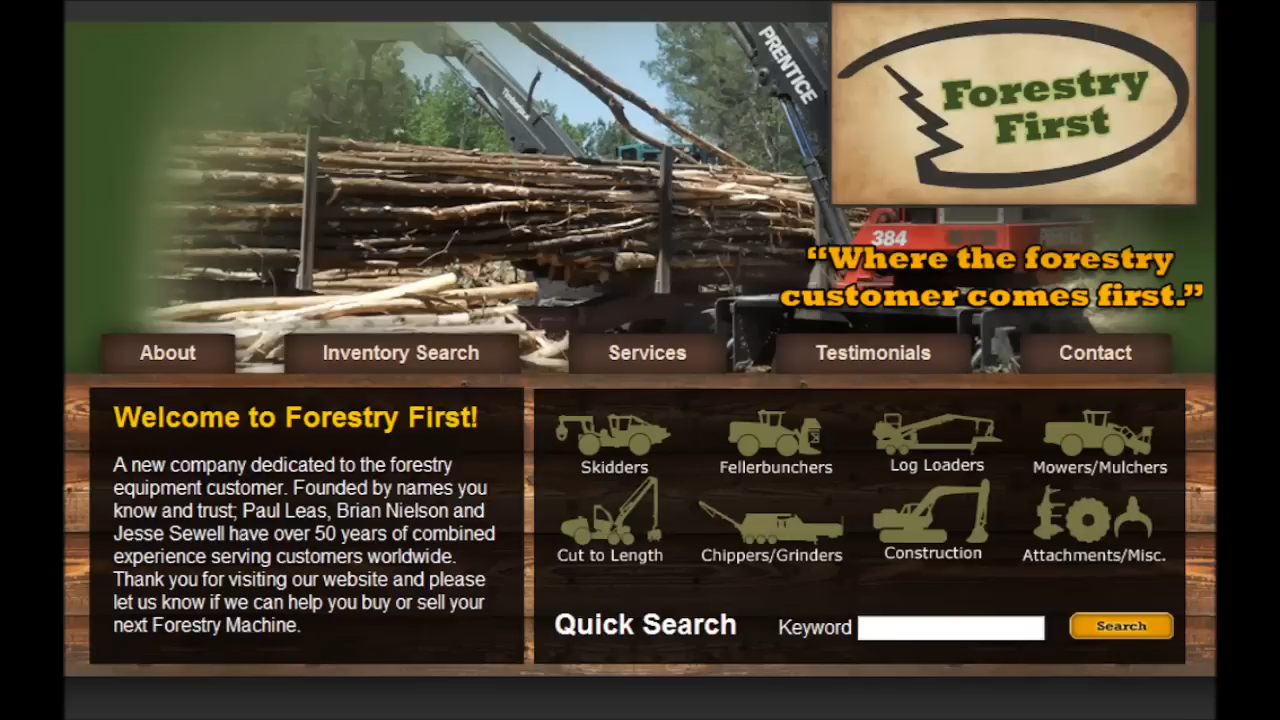 PRENTICE
Forestry
First
384
“Where the forestry
customer comes first.”
About
Inventory Search
Services
Testimonials
Contact
Welcome to Forestry First!
A new company dedicated to the forestry
equipment customer. Founded by names you
know and trust; Paul Leas, Brian Nielson and
Jesse Sewell have over 50 years of combined
experience serving customers worldwide.
Thank you for visiting our website and please
let us know if we can help you buy or sell your
next Forestry Machine.
Skidders
Fellerbunchers
Log Loaders
Mowers/Mulchers
Cut to Length
Chippers/Grinders
Construction
Attachments/Misc.
Quick Search
Keyword
Search